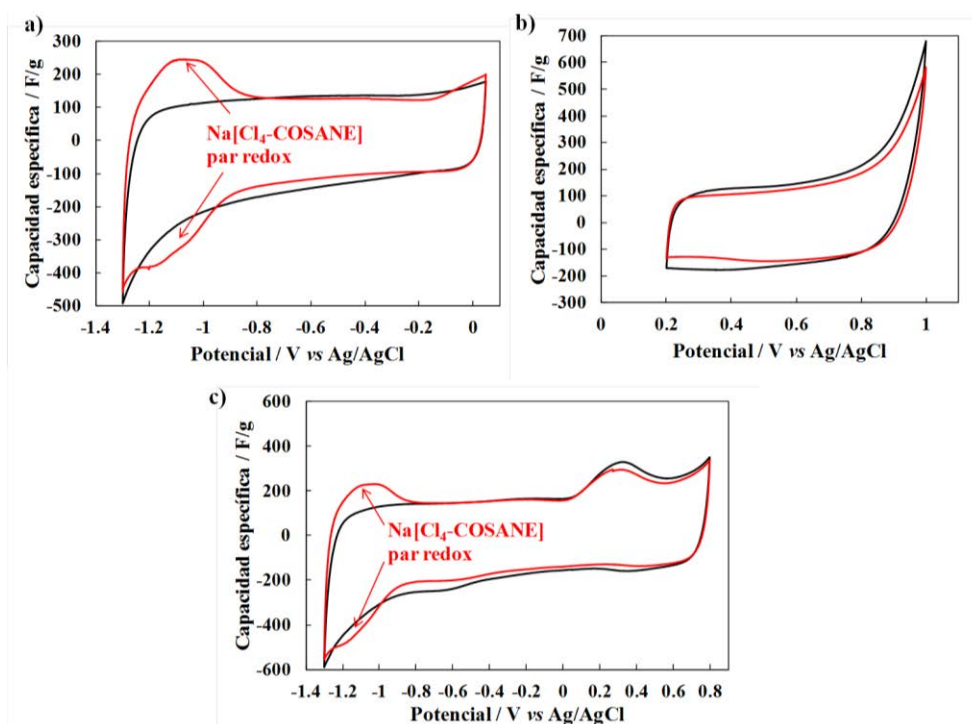 a)
300
200
100
0
-100
-200
-300
-400
-500
Capacidad específica / F/g
Na[Cl₄-COSANE]
par redox
-1.4 -1.2 -1 -0.8 -0.6 -0.4 -0.2 0
Potencial / V vs Ag/AgCl
b)
700
600
500
400
300
200
100
0
-100
-200
-300
Capacidad específica / F/g
0 0.2 0.4 0.6 0.8 1
Potencial / V vs Ag/AgCl
c)
600
400
200
0
-200
-400
-600
Capacidad específica / F/g
Na[Cl₄-COSANE]
par redox
-1.4 -1.2 -1 -0.8 -0.6 -0.4 -0.2 0 0.2 0.4 0.6 0.8
Potencial / V vs Ag/AgCl